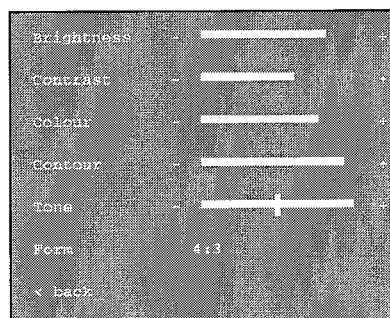 Brightness - +
Contrast - +
Colour - +
Contour - +
Tone - +
Form 4:3
< back